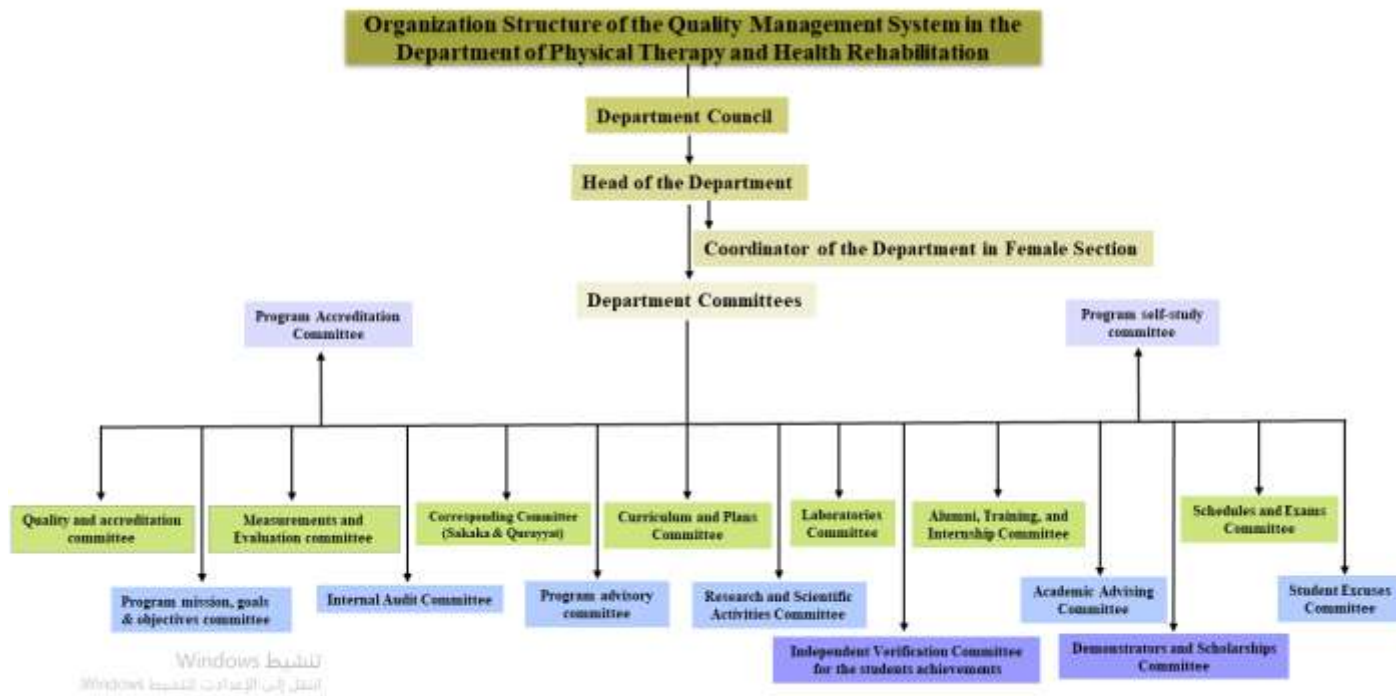 Organization Structure of the Quality Management System in the
Department of Physical Therapy and Health Rehabilitation
Department Council
Head of the Department
Coordinator of the Department in Female Section
Department Committees
Program Accreditation
Committee
Program self-study
committee
Quality and accreditation
committee
Measurements and
Evaluation committee
Corresponding Committee
(Sakaka & Qurayyat)
Curriculum and Plans
Committee
Laboratories
Committee
Alumni, Training, and
Internship Committee
Schedules and Exams
Committee
Program mission, goals
& objectives committee
Internal Audit Committee
Program advisory
committee
Research and Scientific
Activities Committee
Academic Advising
Committee
Student Excuses
Committee
Independent Verification Committee
for the students achievements
Demonstrators and Scholarships
Committee
تنشيط Windows
انتقل إلى الإعدادات لتنشيط Windows